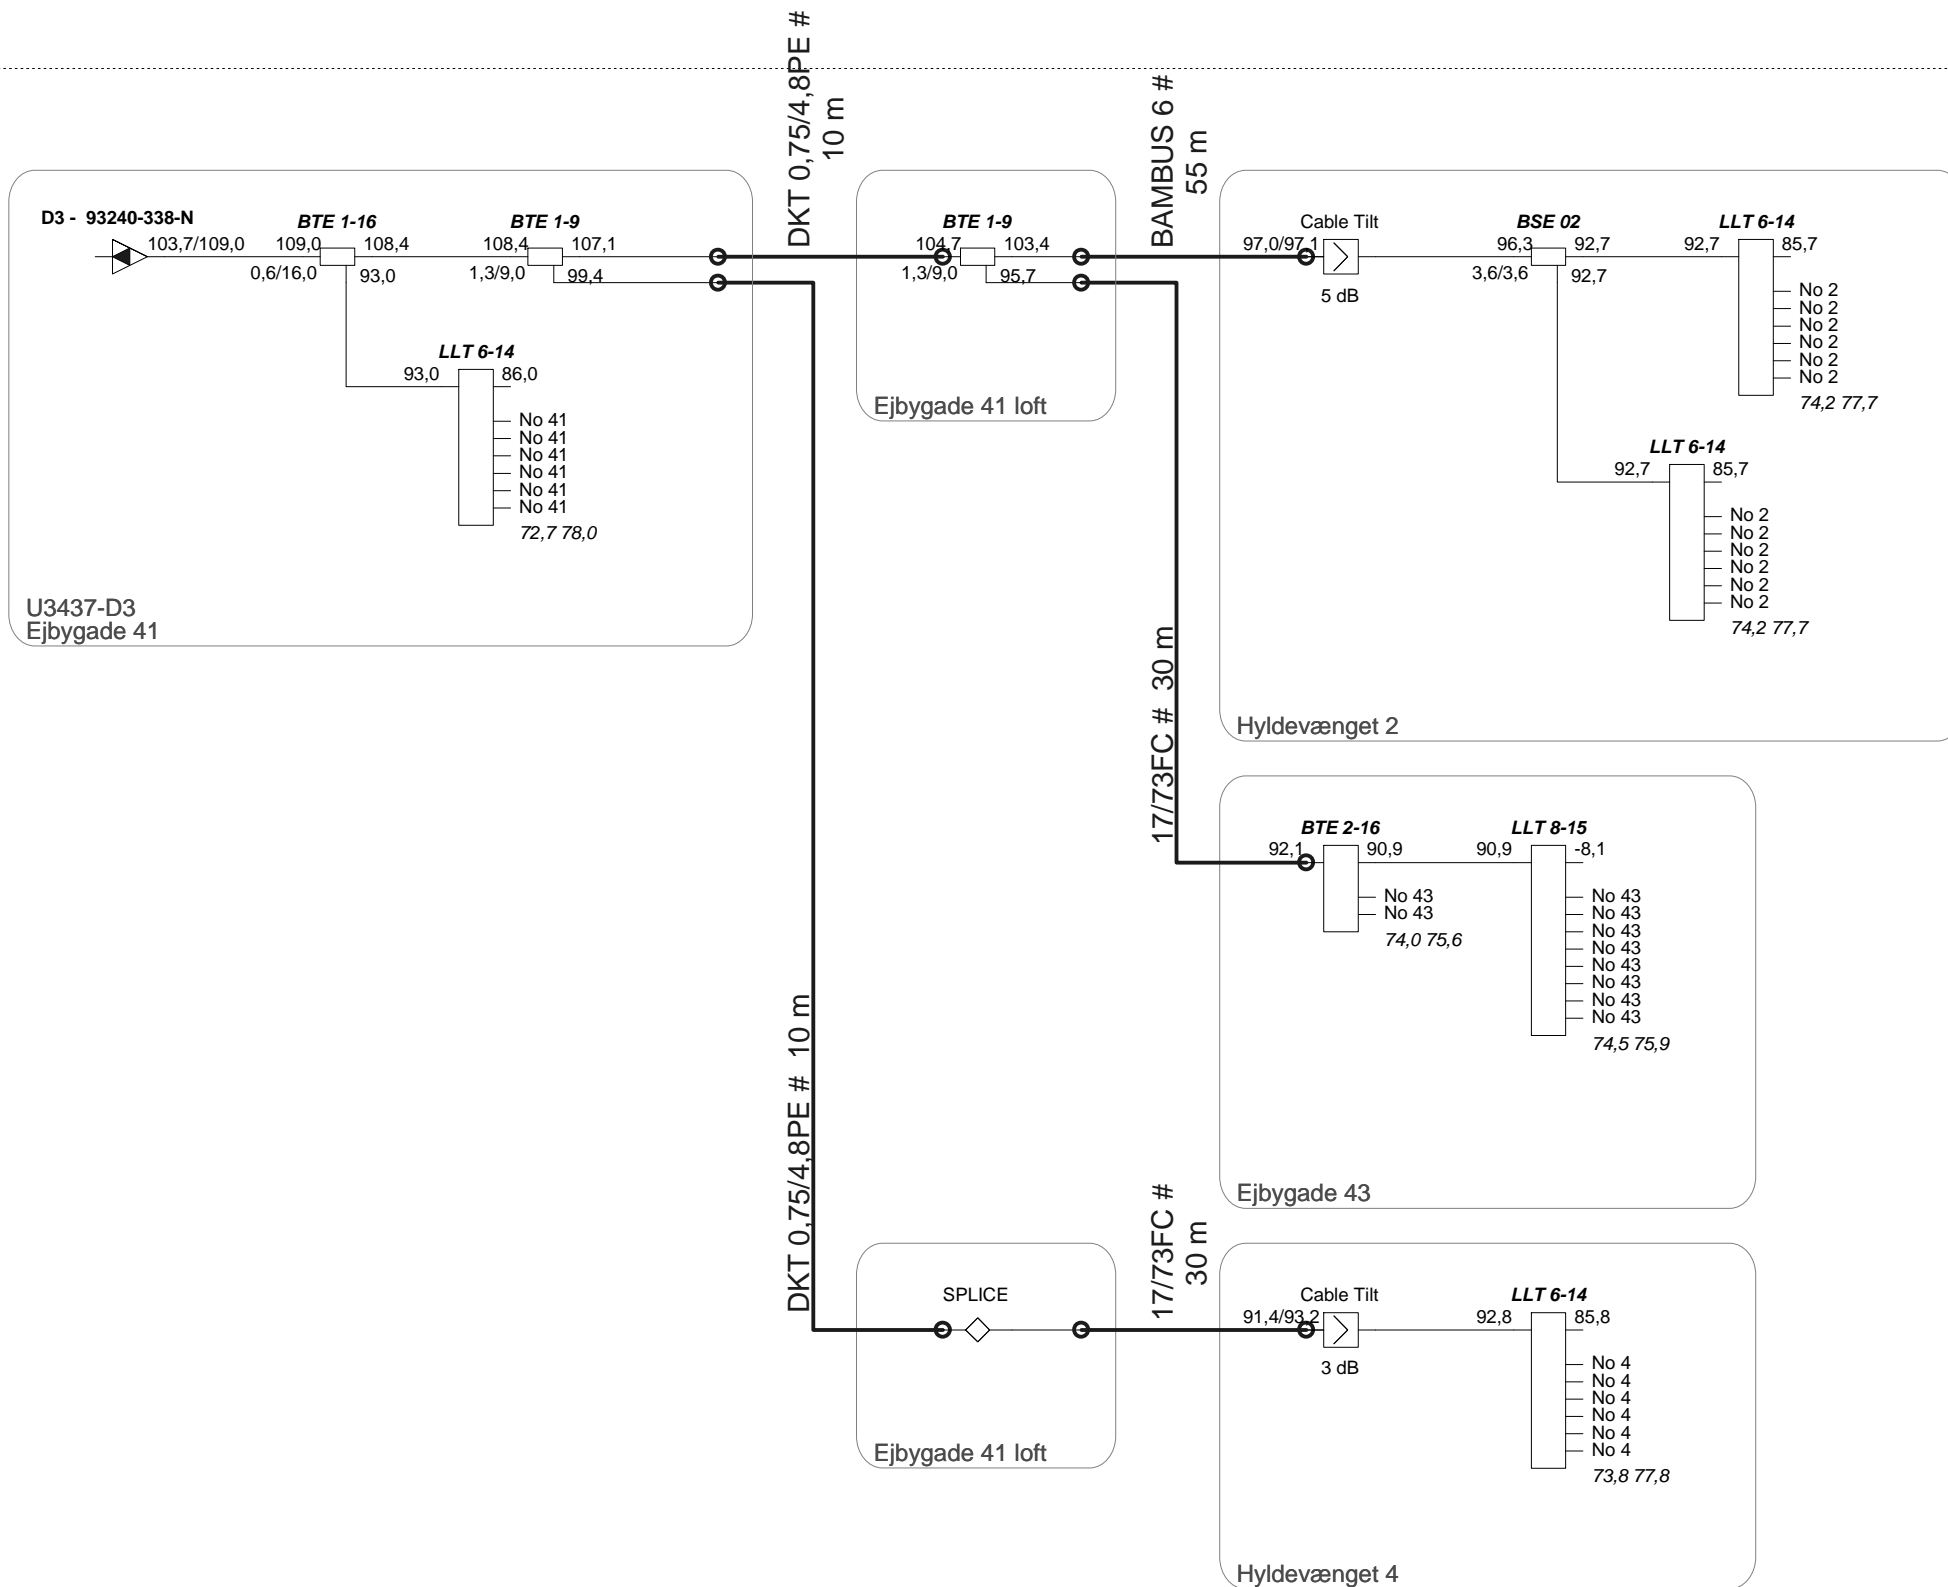 DKT 0,75/4,8PE #
10 m
BAMBUS 6 #
55 m
D3 - 93240-338-N
103,7/109,0
BTE 1-16
109,0
108,4
0,6/16,0
93,0
BTE 1-9
108,4
107,1
1,3/9,0
99,4
LLT 6-14
93,0
86,0
No 41
No 41
No 41
No 41
No 41
No 41
72,7 78,0
U3437-D3
Ejbygade 41
BTE 1-9
104,7
103,4
1,3/9,0
95,7
Ejbygade 41 loft
Cable Tilt
97,0/97,1
5 dB
BSE 02
96,3
92,7
3,6/3,6
92,7
LLT 6-14
92,7
85,7
No 2
No 2
No 2
No 2
No 2
No 2
74,2 77,7
LLT 6-14
92,7
85,7
No 2
No 2
No 2
No 2
No 2
No 2
74,2 77,7
Hyldevænget 2
17/73FC # 30 m
BTE 2-16
92,1
90,9
No 43
No 43
74,0 75,6
LLT 8-15
90,9
-8,1
No 43
No 43
No 43
No 43
No 43
No 43
No 43
No 43
74,5 75,9
Ejbygade 43
DKT 0,75/4,8PE # 10 m
SPLICE
Ejbygade 41 loft
17/73FC #
30 m
Cable Tilt
91,4/93,2
3 dB
LLT 6-14
92,8
85,8
No 4
No 4
No 4
No 4
No 4
No 4
73,8 77,8
Hyldevænget 4